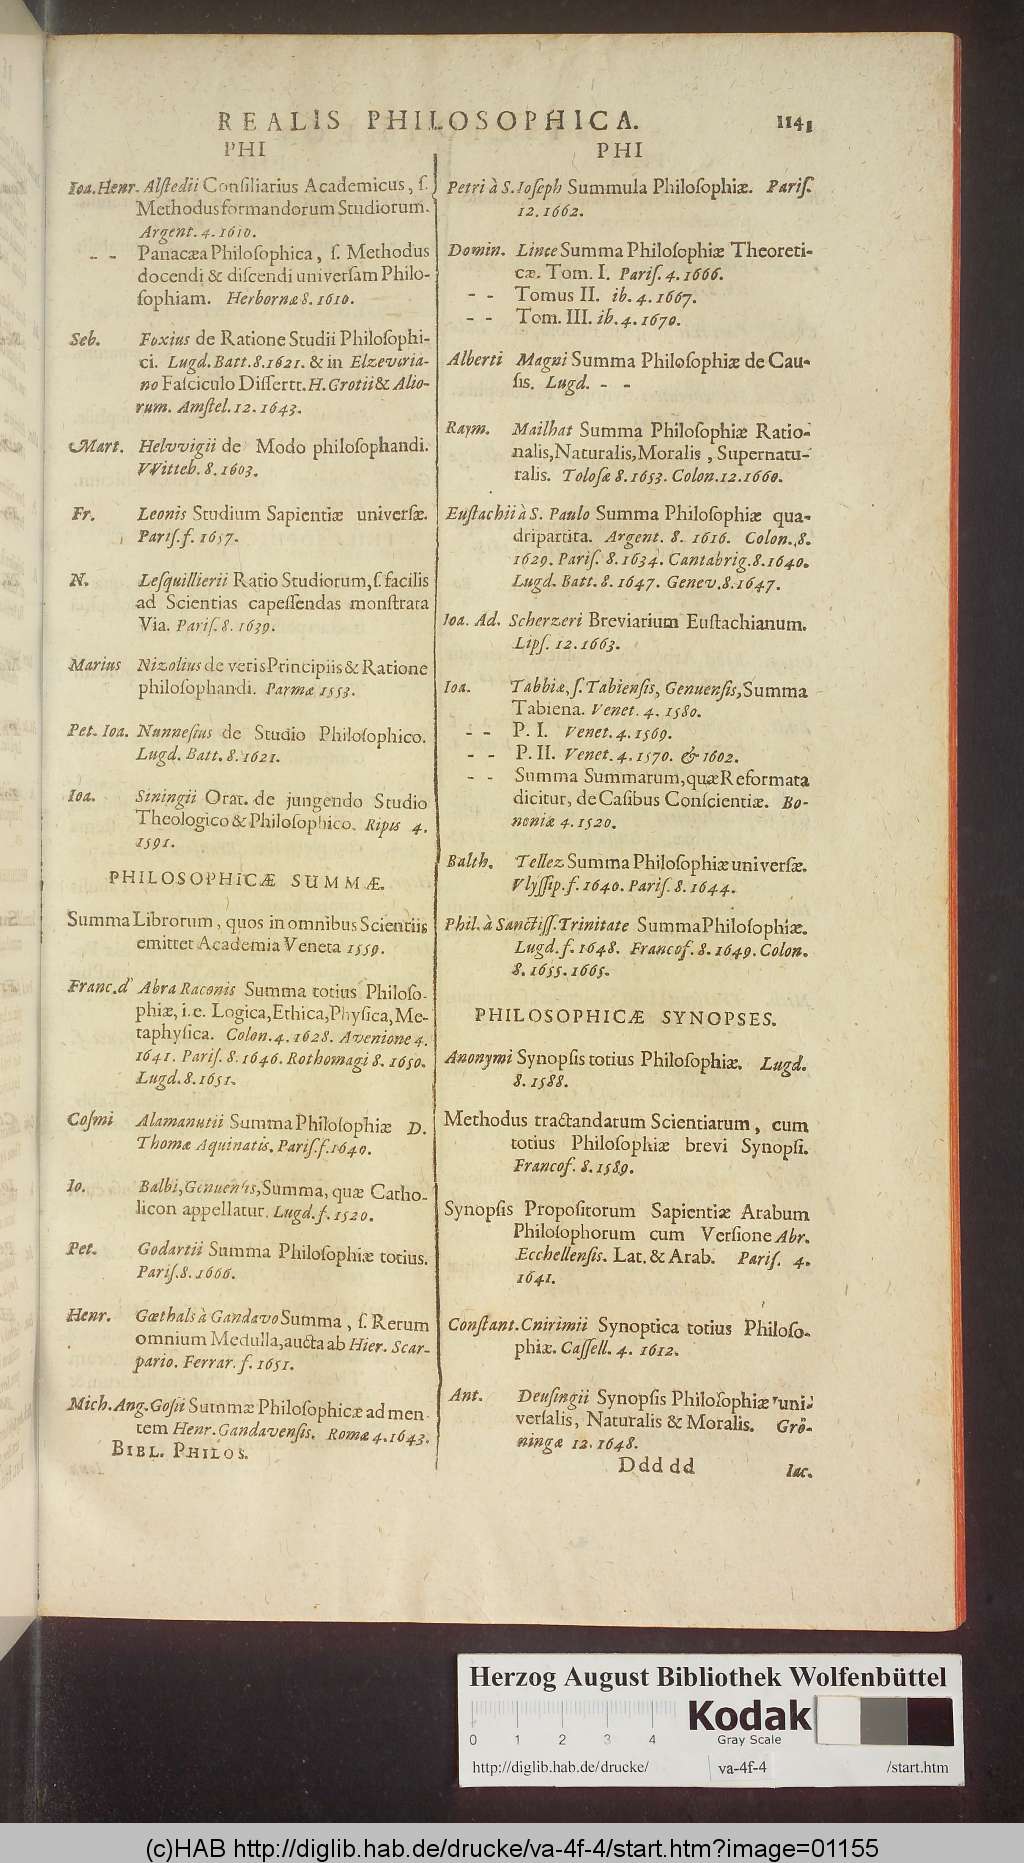 REALIS PHILOSOPHICA. 1141
PHI
Ioa. Henr. Alſtedii Conſiliarius Academicus, ſ.
Methodus formandorum Studiorum.
Argent. 4. 1610.
- - Panacæa Philoſophica, ſ. Methodus
docendi & diſcendi univerſam Philo-
ſophiam. Herbornæ 8. 1610.
Seb. Foxius de Ratione Studii Philoſophi-
ci. Lugd. Batt. 8. 1621. & in Elzeviria-
no Faſciculo Diſſertt. H. Grotii & Alio-
rum. Amſtel. 12. 1643.
Mart. Helvvigii de Modo philoſophandi.
VVitteb. 8. 1603.
Fr. Leonis Studium Sapientiæ univerſæ.
Pariſ. f. 1657.
N. Leſquillierii Ratio Studiorum, ſ. facilis
ad Scientias capeſſendas monſtrata
Via. Pariſ. 8. 1639.
Marius Nizolius de veris Principiis & Ratione
philoſophandi. Parmæ 1553.
Pet. Ioa. Nunneſius de Studio Philoſophico.
Lugd. Batt. 8. 1621.
Ioa. Siningii Orat. de jungendo Studio
Theologico & Philoſophico. Ripis 4.
1591.
PHILOSOPHICÆ SUMMÆ.
Summa Librorum, quos in omnibus Scientiis
emittet Academia Veneta 1559.
Franc. d' Abra Raconis Summa totius Philoſo-
phiæ, i. e. Logica, Ethica, Phyſica, Me-
taphyſica. Colon. 4. 1628. Avenione 4.
1641. Pariſ. 8. 1646. Rothomagi 8. 1650.
Lugd. 8. 1651.
Coſmi Alamanutii Summa Philoſophiæ D.
Thomæ Aquinatis. Pariſ. f. 1640.
Io. Balbi, Genuenſis, Summa, quæ Catho-
licon appellatur. Lugd. f. 1520.
Pet. Godartii Summa Philoſophiæ totius.
Pariſ. 8. 1666.
Henr. Gœthals à Gandavo Summa, ſ. Rerum
omnium Medulla, aucta ab Hier. Scar-
pario. Ferrar. f. 1651.
Mich. Ang. Goſii Summæ Philoſophicæ ad men-
tem Henr. Gandavenſis. Romæ 4. 1643.
BIBL. PHILOS.
PHI
Petri à S. Ioſeph Summula Philoſophiæ. Pariſ.
12. 1662.
Domin. Lince Summa Philoſophiæ Theoreti-
cæ. Tom. I. Pariſ. 4. 1666.
- - Tomus II. ib. 4. 1667.
- - Tom. III. ib. 4. 1670.
Alberti Magni Summa Philoſophiæ de Cau-
ſis. Lugd. - -
Raym. Mailhat Summa Philoſophiæ Ratio-
nalis, Naturalis, Moralis, Supernatu-
ralis. Toloſæ 8. 1653. Colon. 12. 1660.
Euſtachii à S. Paulo Summa Philoſophiæ qua-
dripartita. Argent. 8. 1616. Colon. 8.
1629. Pariſ. 8. 1634. Cantabrig. 8. 1640.
Lugd. Batt. 8. 1647. Genev. 8. 1647.
Ioa. Ad. Scherzeri Breviarium Euſtachianum.
Lipſ. 12. 1663.
Ioa. Tabbiæ, ſ. Tabienſis, Genuenſis, Summa
Tabiena. Venet. 4. 1580.
- - P. I. Venet. 4. 1569.
- - P. II. Venet. 4. 1570. & 1602.
- - Summa Summarum, quæ Reformata
dicitur, de Caſibus Conſcientiæ. Bo-
noniæ 4. 1520.
Balth. Tellez Summa Philoſophiæ univerſæ.
Vlyſſip. f. 1640. Pariſ. 8. 1644.
Phil. à Sanctiſſ. Trinitate Summa Philoſophiæ.
Lugd. f. 1648. Francof. 8. 1649. Colon.
8. 1655. 1665.
PHILOSOPHICÆ SYNOPSES.
Anonymi Synopſis totius Philoſophiæ. Lugd.
8. 1588.
Methodus tractandarum Scientiarum, cum
totius Philoſophiæ brevi Synopſi.
Francof. 8. 1589.
Synopſis Propoſitorum Sapientiæ Arabum
Philoſophorum cum Verſione Abr.
Ecchellenſis. Lat. & Arab. Pariſ. 4.
1641.
Conſtant. Cnirimii Synoptica totius Philoſo-
phiæ. Caſſell. 4. 1612.
Ant. Deuſingii Synopſis Philoſophiæ uni-
verſalis, Naturalis & Moralis. Grö-
ningæ 12. 1648.
Ddd dd Iac.
Herzog August Bibliothek Wolfenbüttel
0 1 2 3 4
Kodak
Gray Scale
http://diglib.hab.de/drucke/ va-4f-4 /start.htm
(c)HAB http://diglib.hab.de/drucke/va-4f-4/start.htm?image=01155